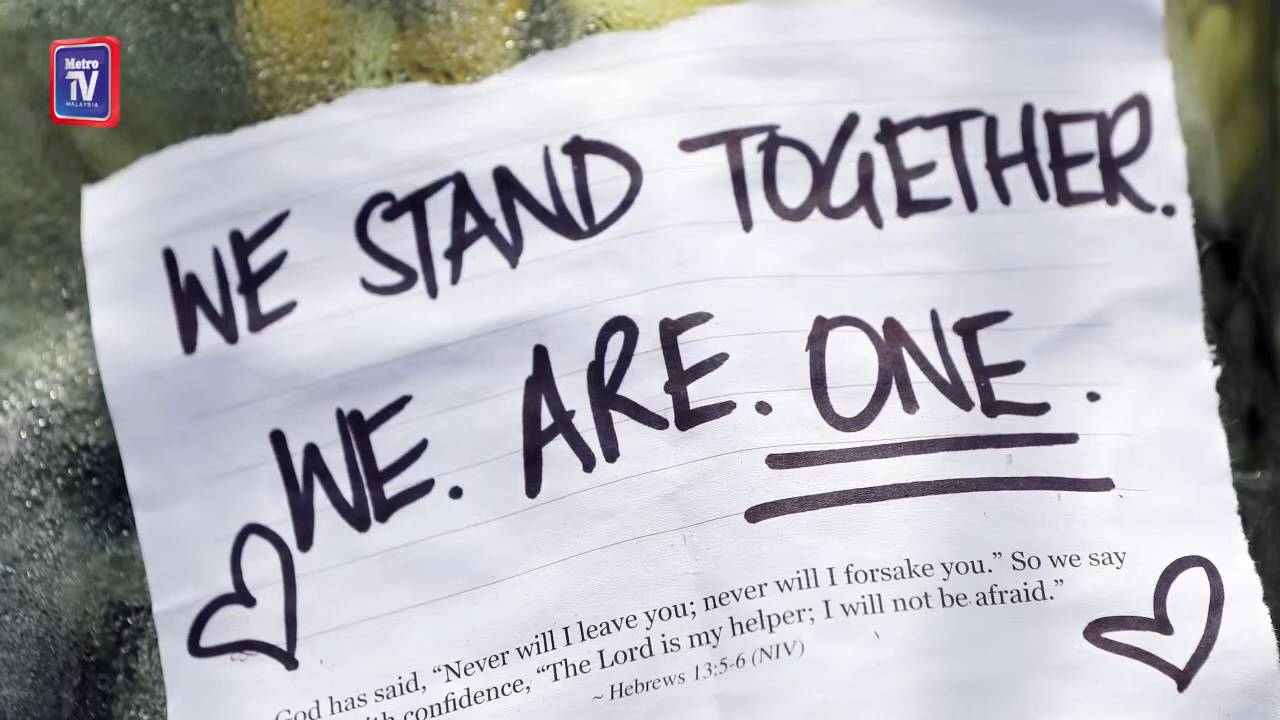 Metro
TV
MALAYSIA
WE STAND TOGETHER.
WE. ARE. ONE.
God has said, “Never will I leave you; never will I forsake you.” So we say
with confidence, “The Lord is my helper; I will not be afraid.”
~ Hebrews 13:5-6 (NIV)